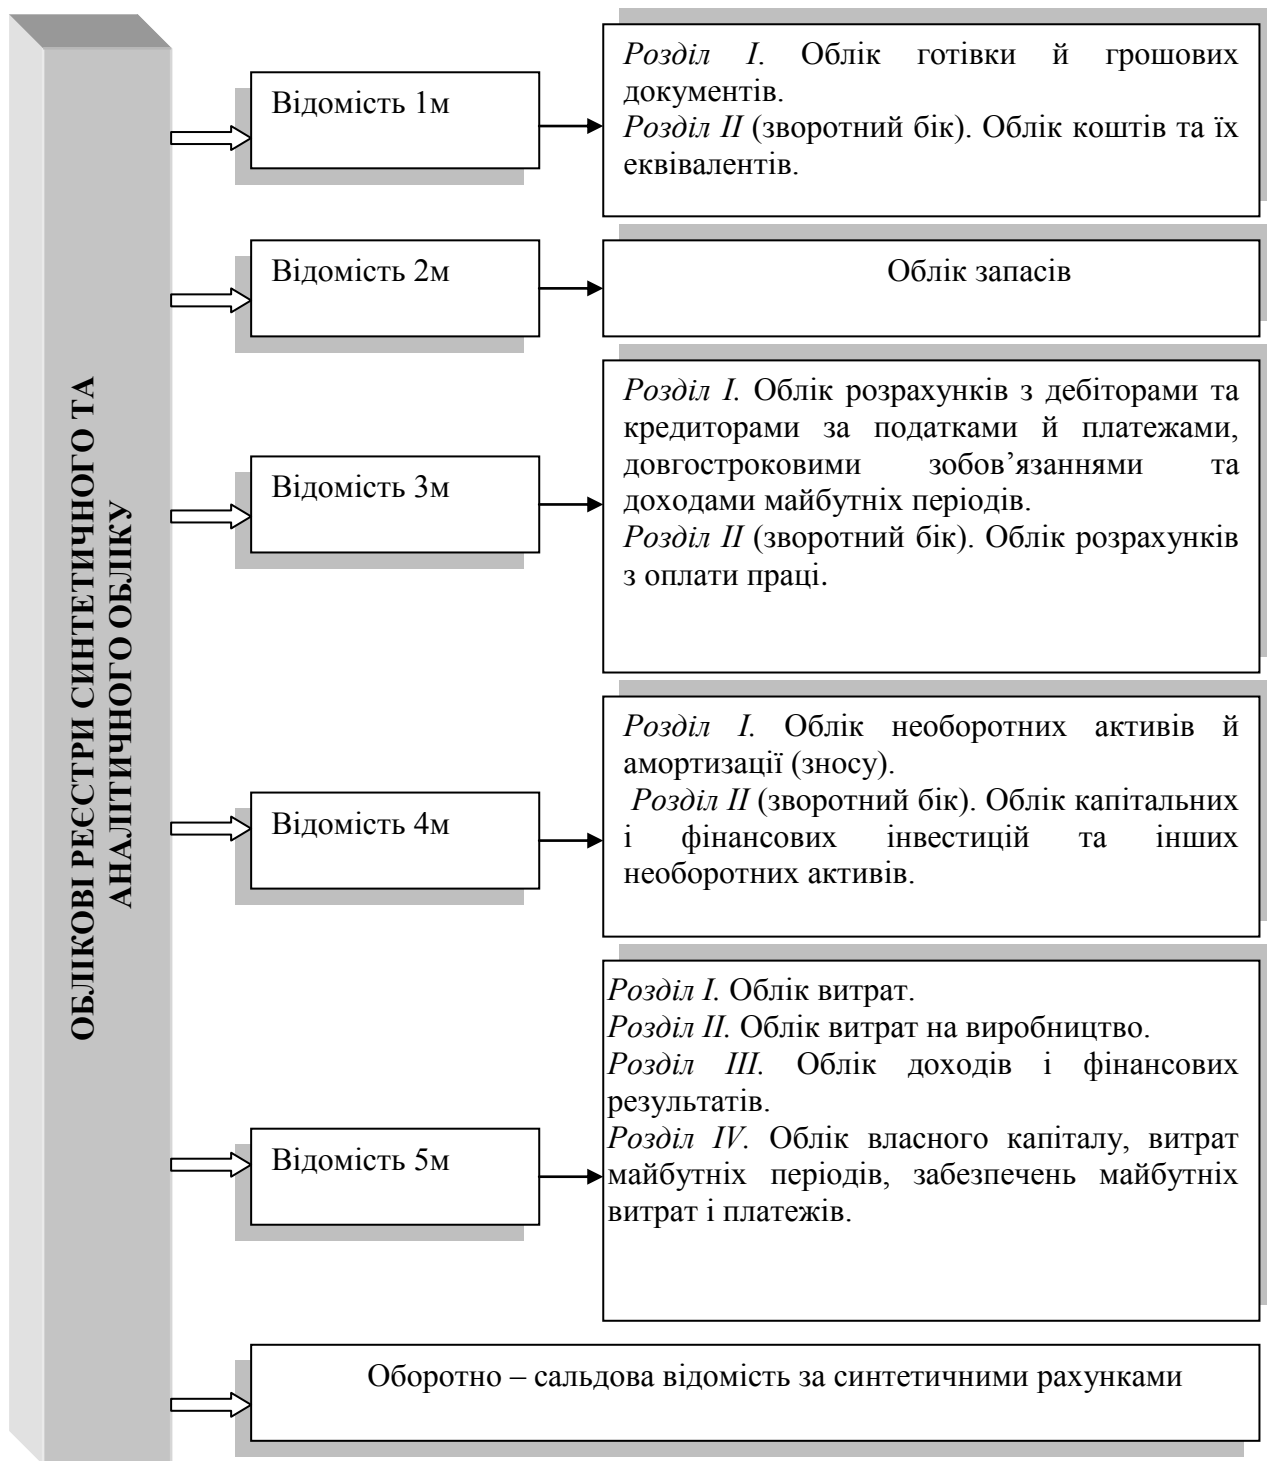 ОБЛІКОВІ РЕЄСТРИ СИНТЕТИЧНОГО ТА
АНАЛІТИЧНОГО ОБЛІКУ
Відомість 1м
Розділ І. Облік готівки й грошових
документів.
Розділ ІІ (зворотний бік). Облік коштів та їх
еквівалентів.
Відомість 2м
Облік запасів
Відомість 3м
Розділ І. Облік розрахунків з дебіторами та
кредиторами за податками й платежами,
довгостроковими зобов’язаннями та
доходами майбутніх періодів.
Розділ ІІ (зворотний бік). Облік розрахунків
з оплати праці.
Відомість 4м
Розділ І. Облік необоротних активів й
амортизації (зносу).
Розділ ІІ (зворотний бік). Облік капітальних
і фінансових інвестицій та інших
необоротних активів.
Відомість 5м
Розділ І. Облік витрат.
Розділ ІІ. Облік витрат на виробництво.
Розділ ІІІ. Облік доходів і фінансових
результатів.
Розділ IV. Облік власного капіталу, витрат
майбутніх періодів, забезпечень майбутніх
витрат і платежів.
Оборотно – сальдова відомість за синтетичними рахунками